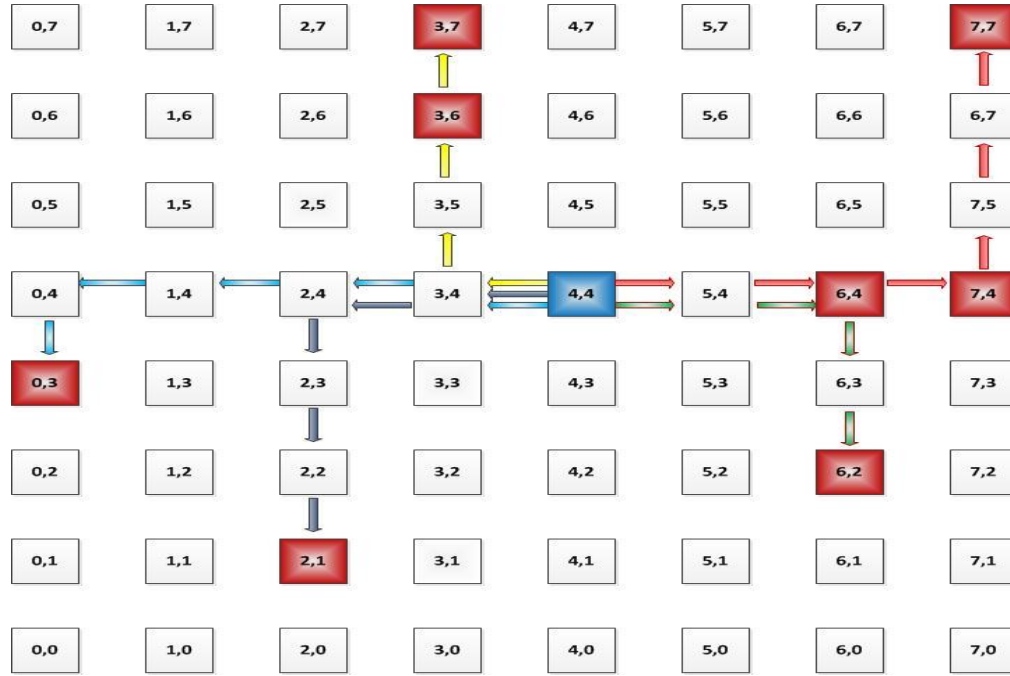 0,7 1,7 2,7 3,7 4,7 5,7 6,7 7,7
0,6 1,6 2,6 3,6 4,6 5,6 6,6 6,7
0,5 1,5 2,5 3,5 4,5 5,5 6,5 7,5
0,4 1,4 2,4 3,4 4,4 5,4 6,4 7,4
0,3 1,3 2,3 3,3 4,3 5,3 6,3 7,3
0,2 1,2 2,2 3,2 4,2 5,2 6,2 7,2
0,1 1,1 2,1 3,1 4,1 5,1 6,1 7,1
0,0 1,0 2,0 3,0 4,0 5,0 6,0 7,0